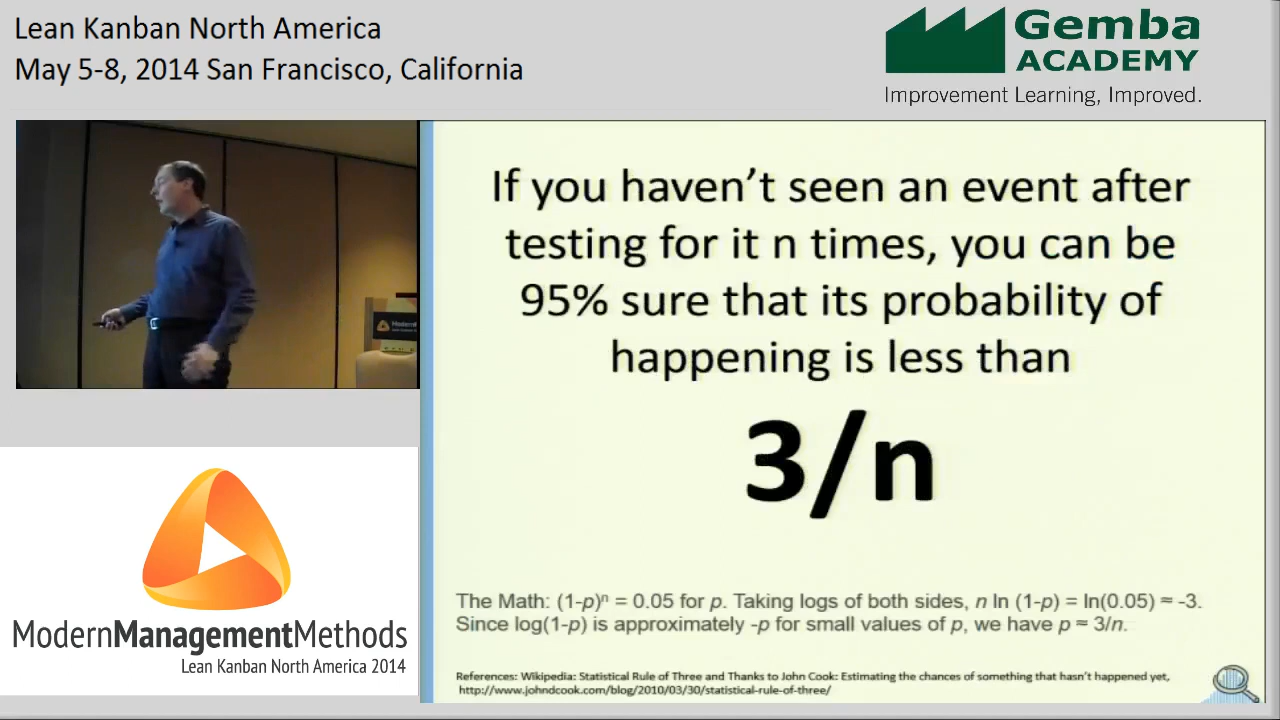 Lean Kanban North America
May 5-8, 2014 San Francisco, California
Gemba
ACADEMY
Improvement Learning, Improved.
If you haven’t seen an event after
testing for it n times, you can be
95% sure that its probability of
happening is less than
3/n
The Math: (1-p)ⁿ = 0.05 for p. Taking logs of both sides, n ln (1-p) = ln(0.05) ≈ -3.
Since log(1-p) is approximately -p for small values of p, we have p ≈ 3/n.
References: Wikipedia: Statistical Rule of Three and Thanks to John Cook: Estimating the chances of something that hasn’t happened yet,
http://www.johndcook.com/blog/2010/03/30/statistical-rule-of-three/
ModernManagementMethods
Lean Kanban North America 2014